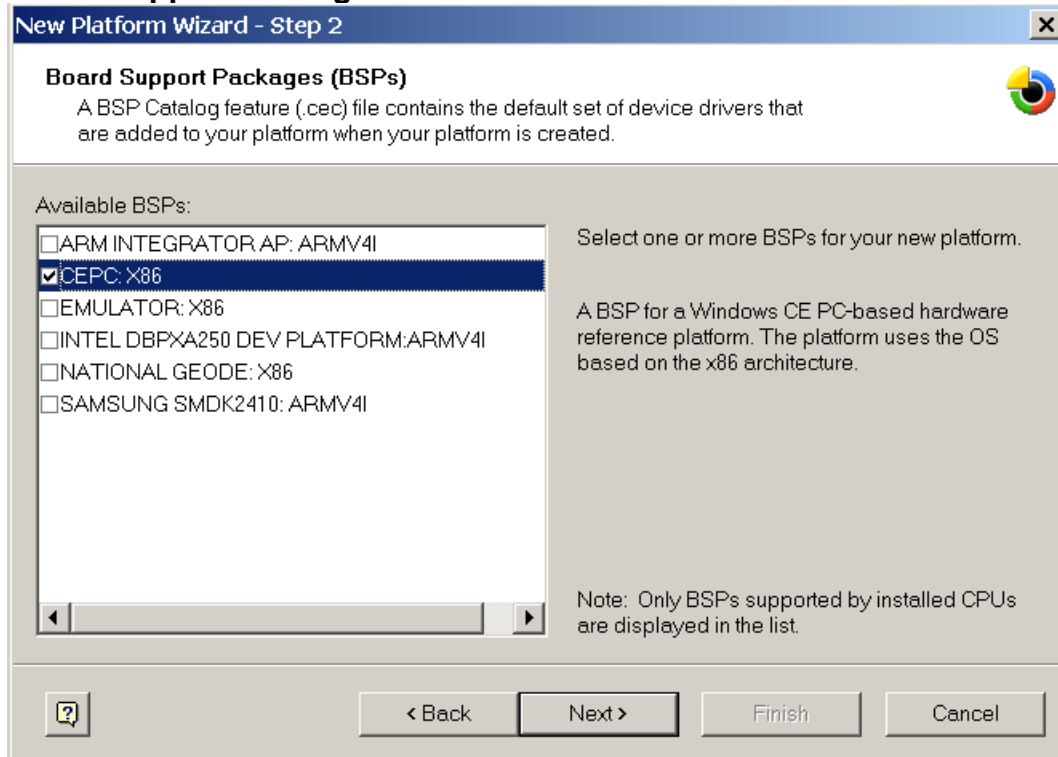 New Platform Wizard - Step 2
Board Support Packages (BSPs)
A BSP Catalog feature (.cec) file contains the default set of device drivers that
are added to your platform when your platform is created.
Available BSPs:
ARM INTEGRATOR AP: ARMV4I
CEPC: X86
EMULATOR: X86
INTEL DBPXA250 DEV PLATFORM:ARMV4I
NATIONAL GEODE: X86
SAMSUNG SMDK2410: ARMV4I
Select one or more BSPs for your new platform.
A BSP for a Windows CE PC-based hardware
reference platform. The platform uses the OS
based on the x86 architecture.
Note: Only BSPs supported by installed CPUs
are displayed in the list.
?
< Back
Next >
Finish
Cancel